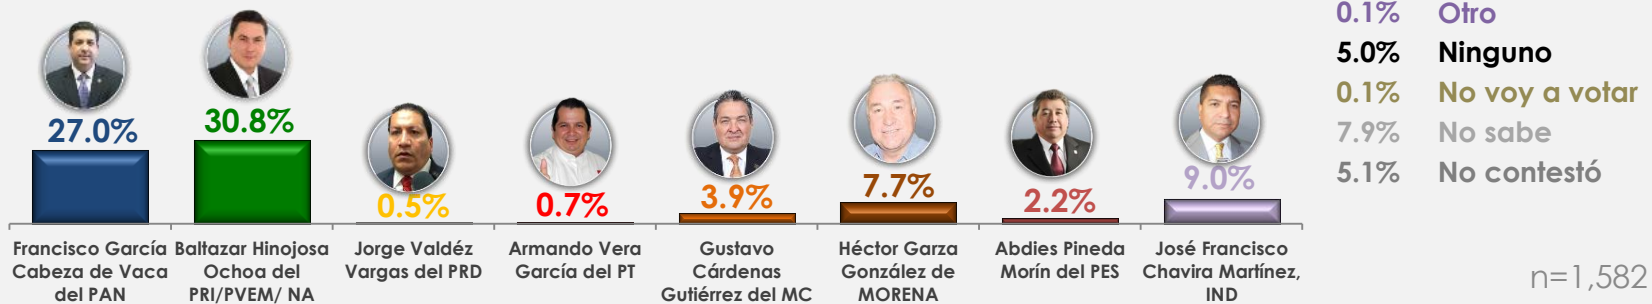 27.0%
30.8%
0.5%
0.7%
3.9%
7.7%
2.2%
9.0%
Francisco García
Cabeza de Vaca
del PAN
Baltazar Hinojosa
Ochoa del
PRI/PVEM/ NA
Jorge Valdéz
Vargas del PRD
Armando Vera
García del PT
Gustavo
Cárdenas
Gutiérrez del MC
Héctor Garza
González de
MORENA
Abdies Pineda
Morín del PES
José Francisco
Chavira Martínez,
IND
0.1% Otro
5.0% Ninguno
0.1% No voy a votar
7.9% No sabe
5.1% No contestó
n=1,582